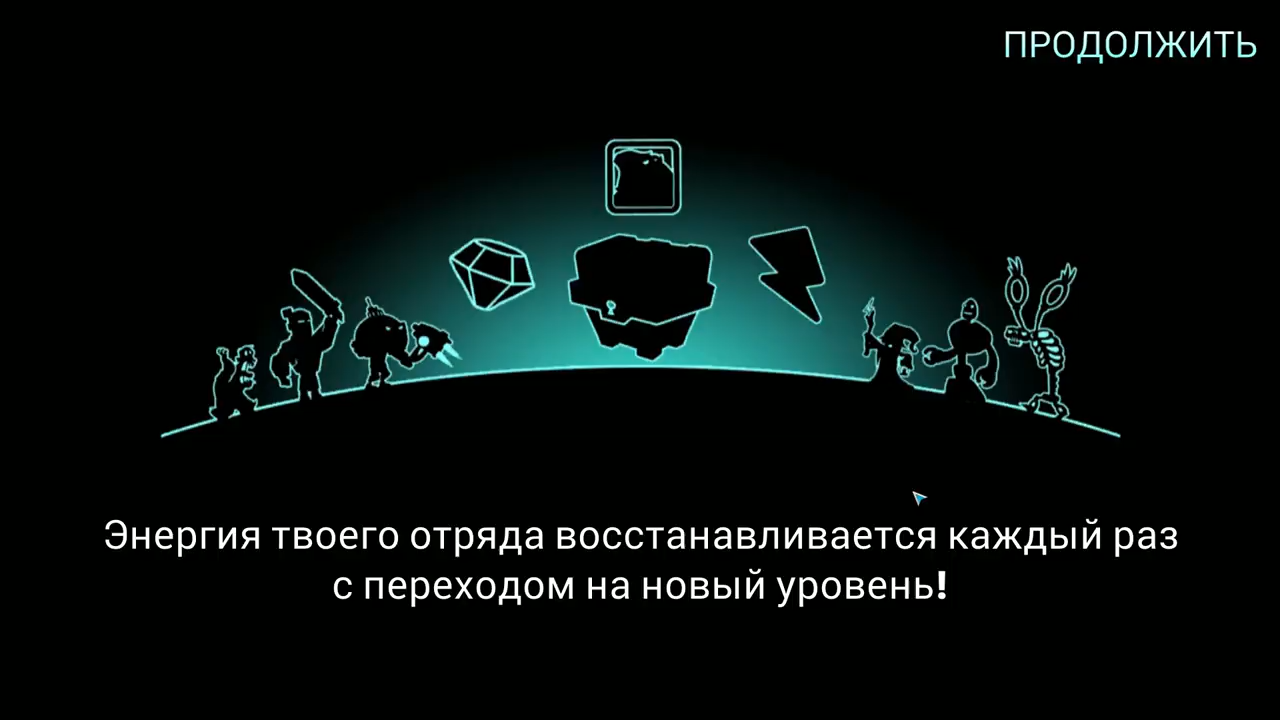 ПРОДОЛЖИТЬ
Энергия твоего отряда восстанавливается каждый раз
с переходом на новый уровень!